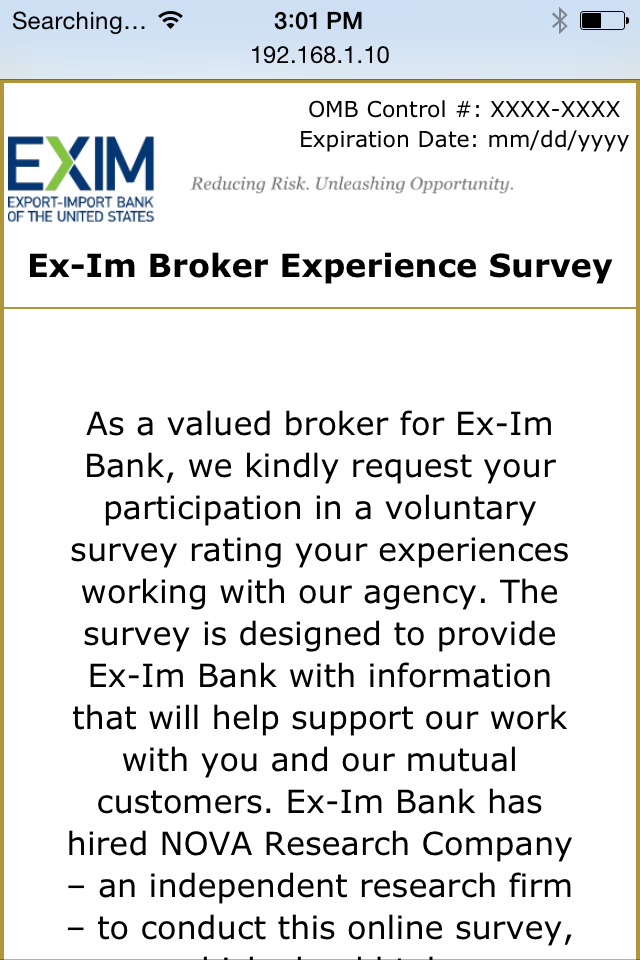 Searching... 3:01 PM
192.168.1.10
OMB Control #: XXXX-XXXX
Expiration Date: mm/dd/yyyy
EXIM
EXPORT-IMPORT BANK
OF THE UNITED STATES
Reducing Risk. Unleashing Opportunity.
Ex-Im Broker Experience Survey
As a valued broker for Ex-Im
Bank, we kindly request your
participation in a voluntary
survey rating your experiences
working with our agency. The
survey is designed to provide
Ex-Im Bank with information
that will help support our work
with you and our mutual
customers. Ex-Im Bank has
hired NOVA Research Company
– an independent research firm
– to conduct this online survey,